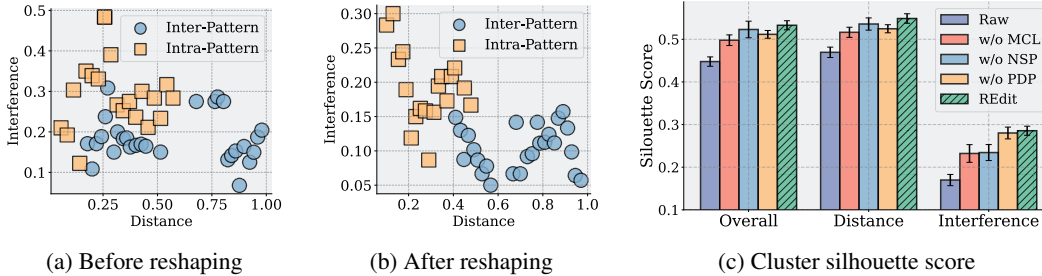 0.5
0.4
0.3
0.2
0.1
Interference
Inter-Pattern
Intra-Pattern
0.25 0.50 0.75 1.00
Distance
(a) Before reshaping
0.30
0.25
0.20
0.15
0.10
0.05
Interference
Inter-Pattern
Intra-Pattern
0.0 0.2 0.4 0.6 0.8 1.0
Distance
(b) After reshaping
0.5
0.4
0.2
0.1
Silouette Score
Raw
w/o MCL
w/o NSP
w/o PDP
REdit
Overall Distance Interference
(c) Cluster silhouette score